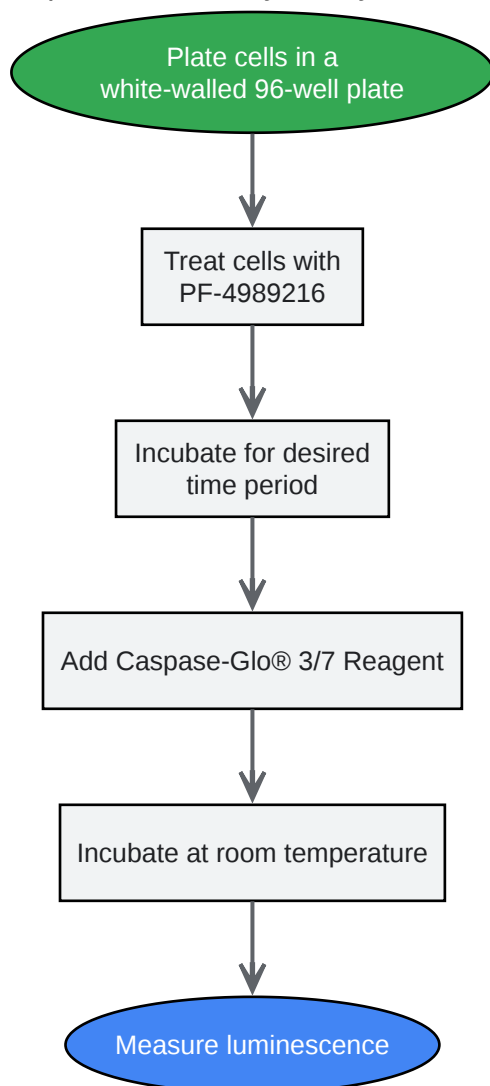 Plate cells in a
white-walled 96-well plate
Treat cells with
PF-4989216
Incubate for desired
time period
Add Caspase-Glo® 3/7 Reagent
Incubate at room temperature
Measure luminescence